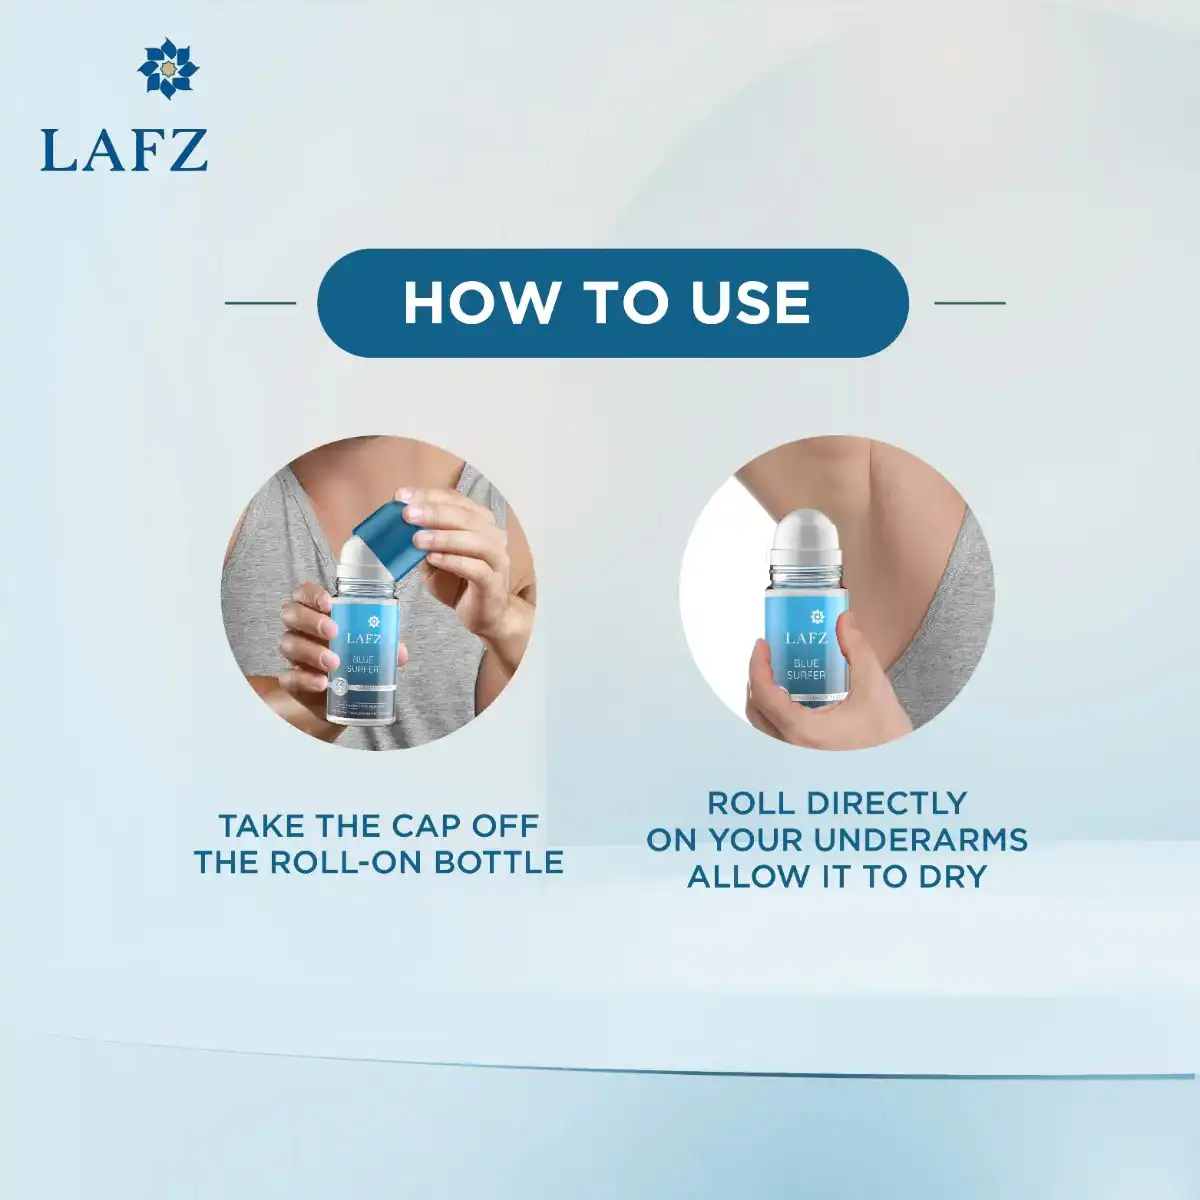 LAFZ
HOW TO USE
LAFZ
BLUE
SURFER
LAFZ
BLUE
SURFER
TAKE THE CAP OFF
THE ROLL-ON BOTTLE
ROLL DIRECTLY
ON YOUR UNDERARMS
ALLOW IT TO DRY